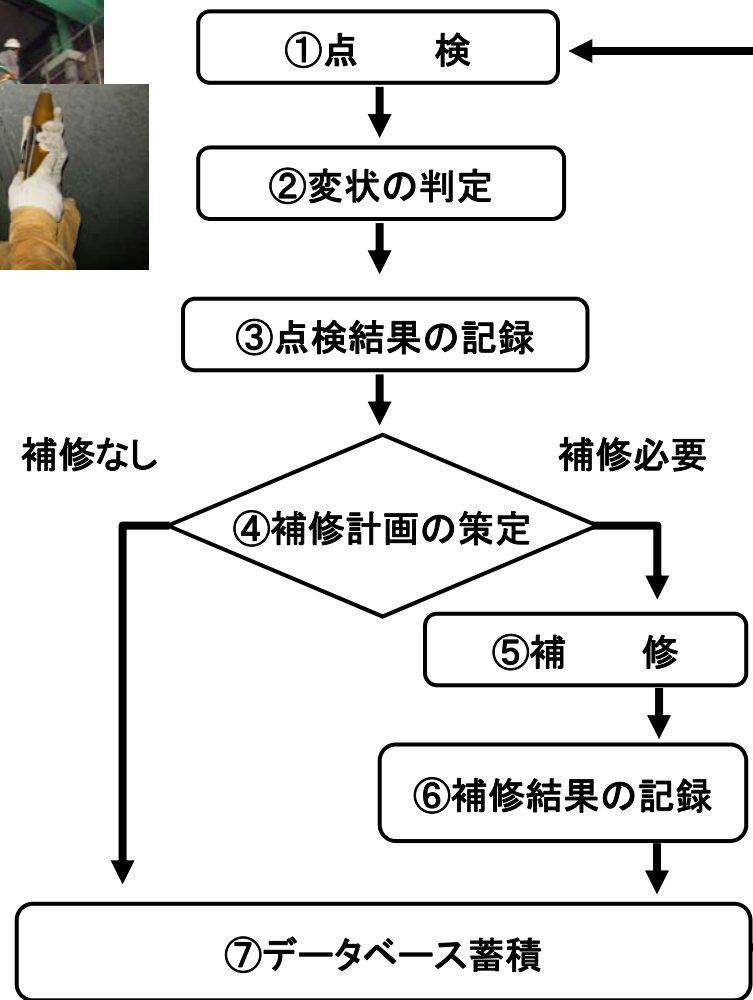 ①点　　検
②変状の判定
③点検結果の記録
補修なし
補修必要
④補修計画の策定
⑤補　　修
⑥補修結果の記録
⑦データベース蓄積